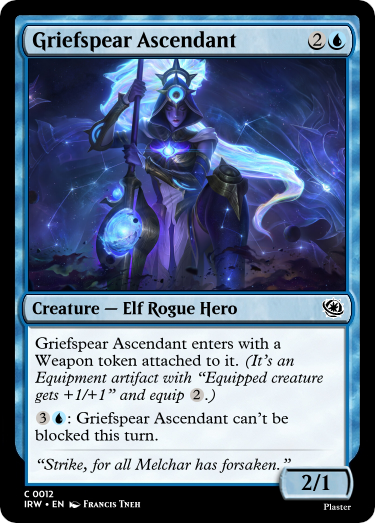 Griefspear Ascendant 2
Creature — Elf Rogue Hero
Griefspear Ascendant enters with a
Weapon token attached to it. (It's an
Equipment artifact with “Equipped creature
gets +1/+1” and equip 2.)
3: Griefspear Ascendant can't be
blocked this turn.
“Strike, for all Melchar has forsaken.”
2/1
C 0012
IRW • EN Francis Tneh
Plaster